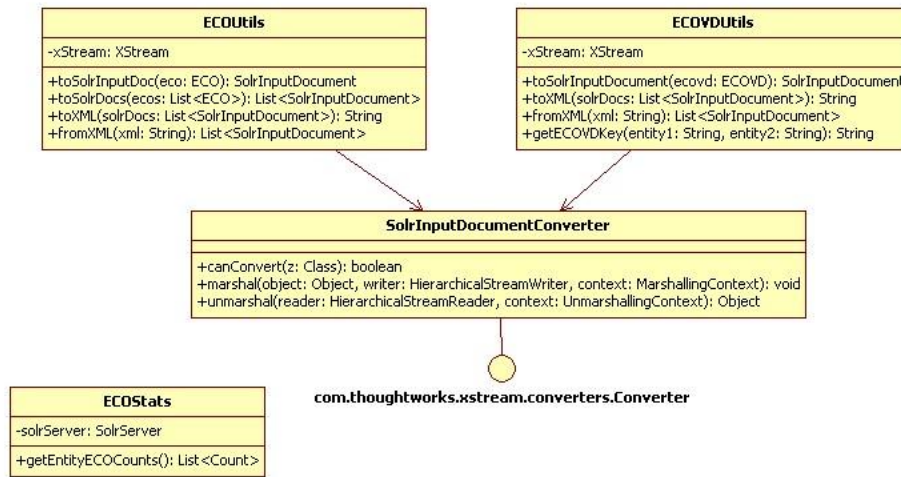 ECOUtils
-xStream: XStream
+toSolrInputDoc(eco: ECO): SolrInputDocument
+toSolrDocs(ecos: List<ECO>): List<SolrInputDocument>
+toXML(solrDocs: List<SolrInputDocument>): String
+fromXML(xml: String): List<SolrInputDocument>
ECOVDUtils
-xStream: XStream
+toSolrInputDocument(ecovd: ECOVD): SolrInputDocument
+toXML(solrDocs: List<SolrInputDocument>): String
+fromXML(xml: String): List<SolrInputDocument>
+getECOVDKey(entity1: String, entity2: String): String
SolrInputDocumentConverter
+canConvert(z: Class): boolean
+marshal(object: Object, writer: HierarchicalStreamWriter, context: MarshallingContext): void
+unmarshal(reader: HierarchicalStreamReader, context: UnmarshallingContext): Object
com.thoughtworks.xstream.converters.Converter
ECOStats
-solrServer: SolrServer
+getEntityECOCounts(): List<Count>